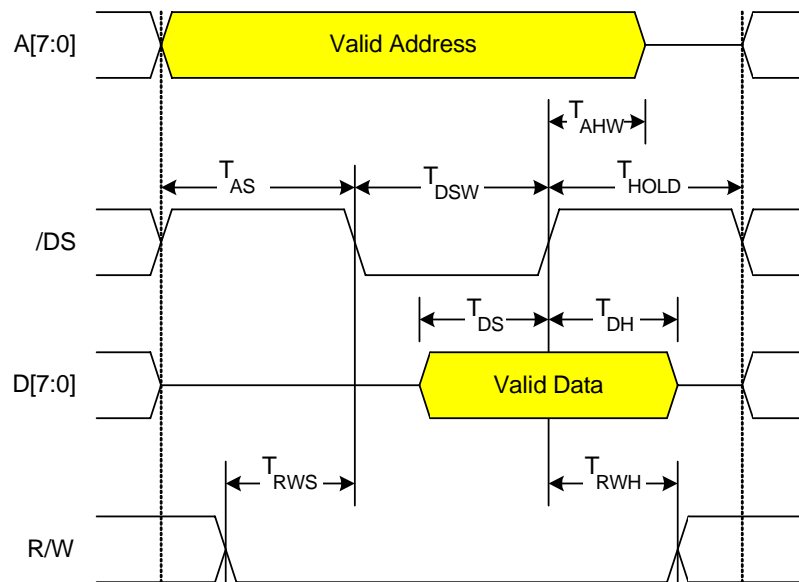 A[7:0]
Valid Address
TAHW
TAS
TDSW
THOLD
/DS
TDS
TDH
D[7:0]
Valid Data
TRWS
TRWH
R/W